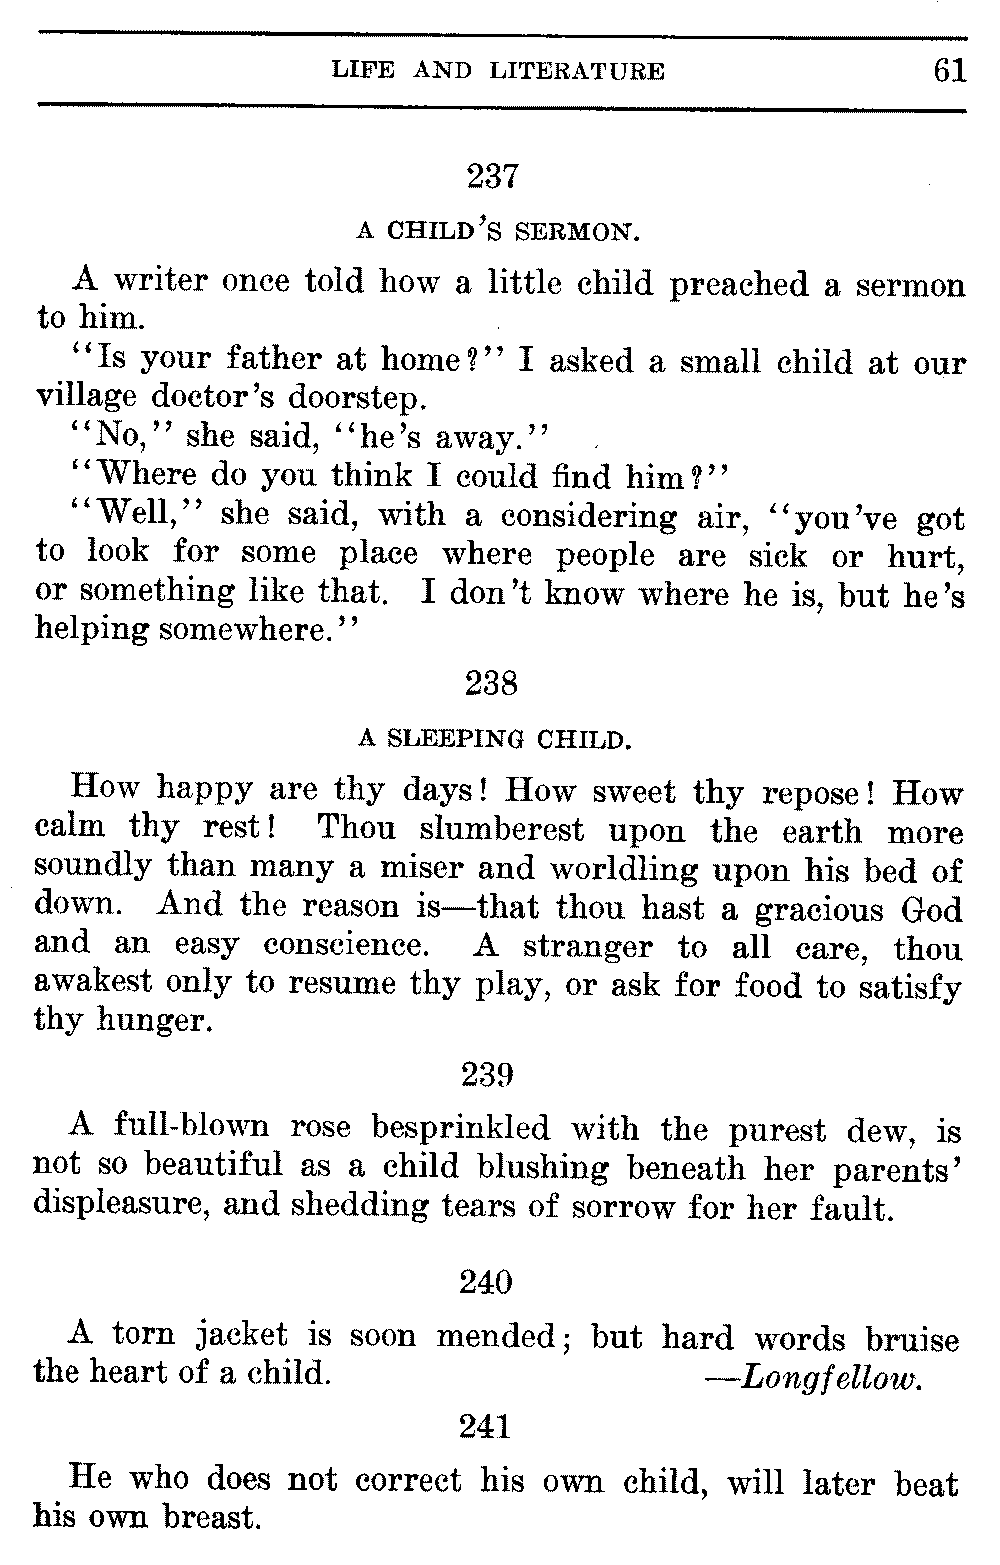 LIFE AND LITERATURE 61
237
A CHILD'S SERMON.
A writer once told how a little child preached a sermon
to him.
"Is your father at home?" I asked a small child at our
village doctor's doorstep.
"No," she said, "he's away."
"Where do you think I could find him?"
"Well," she said, with a considering air, "you've got
to look for some place where people are sick or hurt,
or something like that. I don't know where he is, but he's
helping somewhere."
238
A SLEEPING CHILD.
How happy are thy days! How sweet thy repose! How
calm thy rest! Thou slumberest upon the earth more
soundly than many a miser and worldling upon his bed of
down. And the reason is—that thou hast a gracious God
and an easy conscience. A stranger to all care, thou
awakest only to resume thy play, or ask for food to satisfy
thy hunger.
239
A full-blown rose besprinkled with the purest dew, is
not so beautiful as a child blushing beneath her parents'
displeasure, and shedding tears of sorrow for her fault.
240
A torn jacket is soon mended; but hard words bruise
the heart of a child. —Longfellow.
241
He who does not correct his own child, will later beat
his own breast.